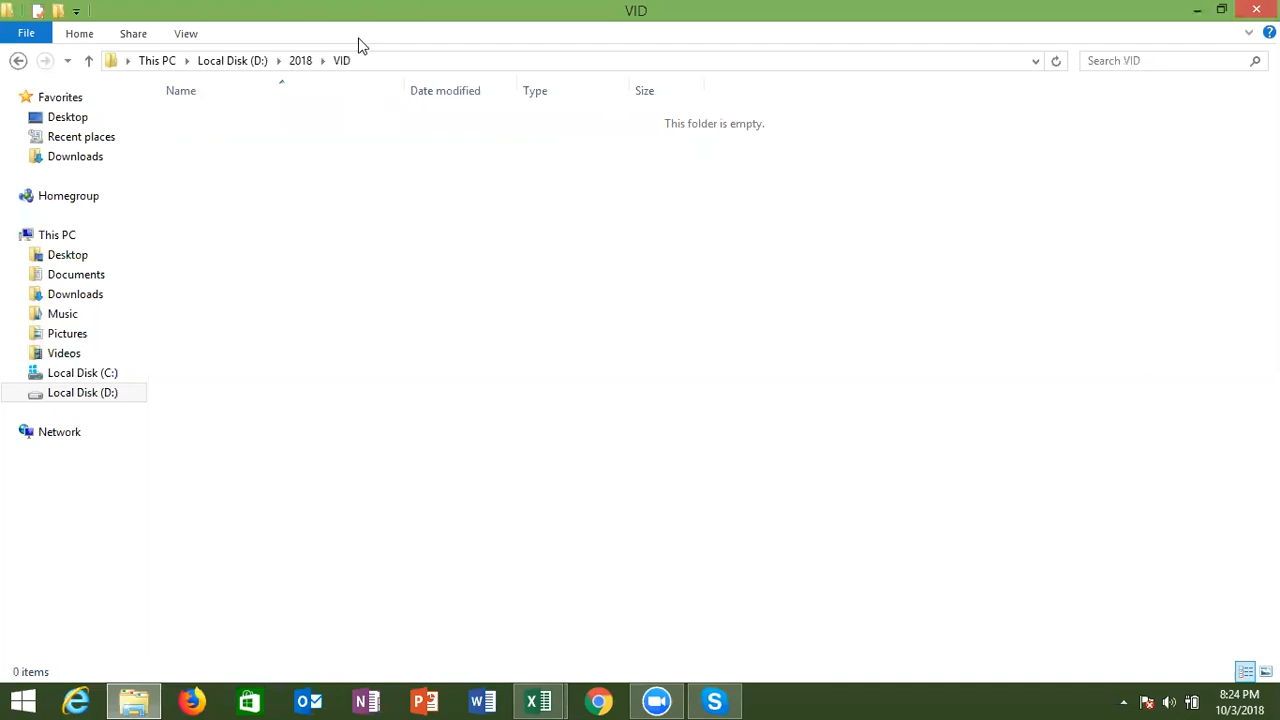 VID
File Home Share View
This PC Local Disk (D:) 2018 VID Search VID
Name Date modified Type Size
This folder is empty.
Favorites
Desktop
Recent places
Downloads
Homegroup
This PC
Desktop
Documents
Downloads
Music
Pictures
Videos
Local Disk (C:)
Local Disk (D:)
Network
0 items
8:24 PM
10/3/2018